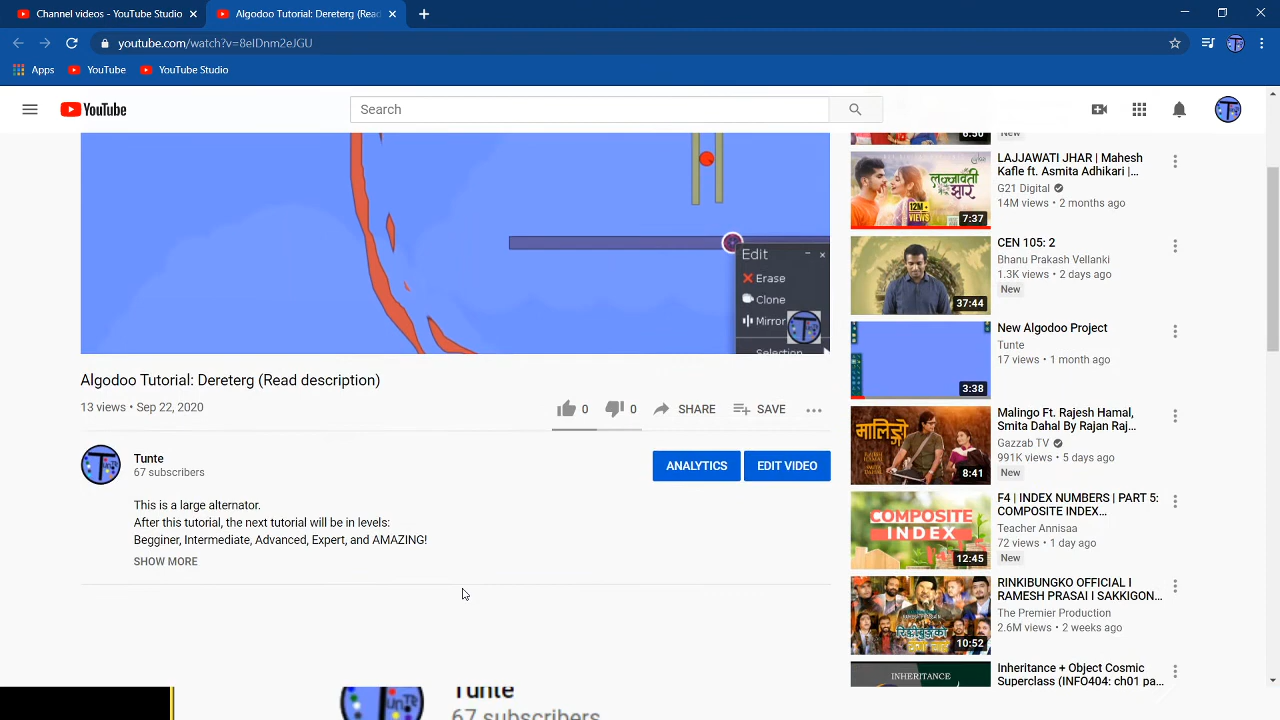 Channel videos - YouTube Studio
Algodoo Tutorial: Dereterg (Read
youtube.com/watch?v=8elDnm2eJGU
Apps
YouTube
YouTube Studio
YouTube
Search
Edit
Erase
Clone
Mirror
Selection
Algodoo Tutorial: Dereterg (Read description)
13 views • Sep 22, 2020
0
0
SHARE
SAVE
Tunte
67 subscribers
ANALYTICS
EDIT VIDEO
This is a large alternator.
After this tutorial, the next tutorial will be in levels:
Begginer, Intermediate, Advanced, Expert, and AMAZING!
SHOW MORE
6:50
New
LAJJAWATI JHAR | Mahesh
Kafle ft. Asmita Adhikari |...
G21 Digital
14M views • 2 months ago
लज्जावती
झार
12M+
VIEWS
7:37
CEN 105: 2
Bhanu Prakash Vellanki
1.3K views • 2 days ago
New
37:44
New Algodoo Project
Tunte
17 views • 1 month ago
3:38
Malingo Ft. Rajesh Hamal,
Smita Dahal By Rajan Raj...
Gazzab TV
991K views • 5 days ago
New
मालिङ्गो
8:41
F4 | INDEX NUMBERS | PART 5:
COMPOSITE INDEX...
Teacher Annisaa
72 views • 1 day ago
New
COMPOSITE
INDEX
12:45
RINKIBUNGKO OFFICIAL l
RAMESH PRASAI l SAKKIGON...
The Premier Production
2.6M views • 2 weeks ago
10:52
Inheritance + Object Cosmic
Superclass (INFO404: ch01 pa...
INHERITANCE
Tunte
67 subscribers